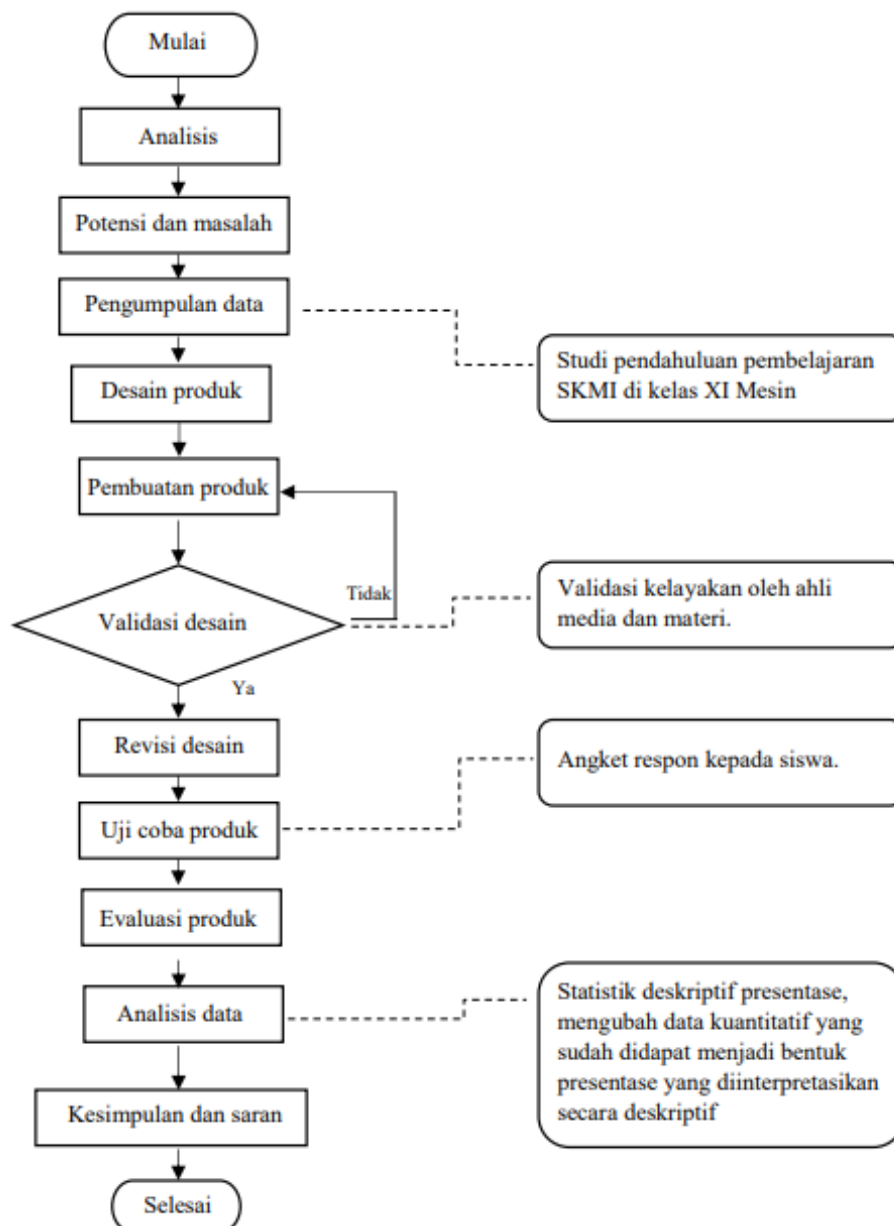 Mulai
Analisis
Potensi dan masalah
Pengumpulan data
Studi pendahuluan pembelajaran
SKMI di kelas XI Mesin
Desain produk
Pembuatan produk
Tidak
Validasi desain
Validasi kelayakan oleh ahli
media dan materi.
Ya
Revisi desain
Angket respon kepada siswa.
Uji coba produk
Evaluasi produk
Analisis data
Statistik deskriptif presentase,
mengubah data kuantitatif yang
sudah didapat menjadi bentuk
presentase yang diinterpretasikan
secara deskriptif
Kesimpulan dan saran
Selesai